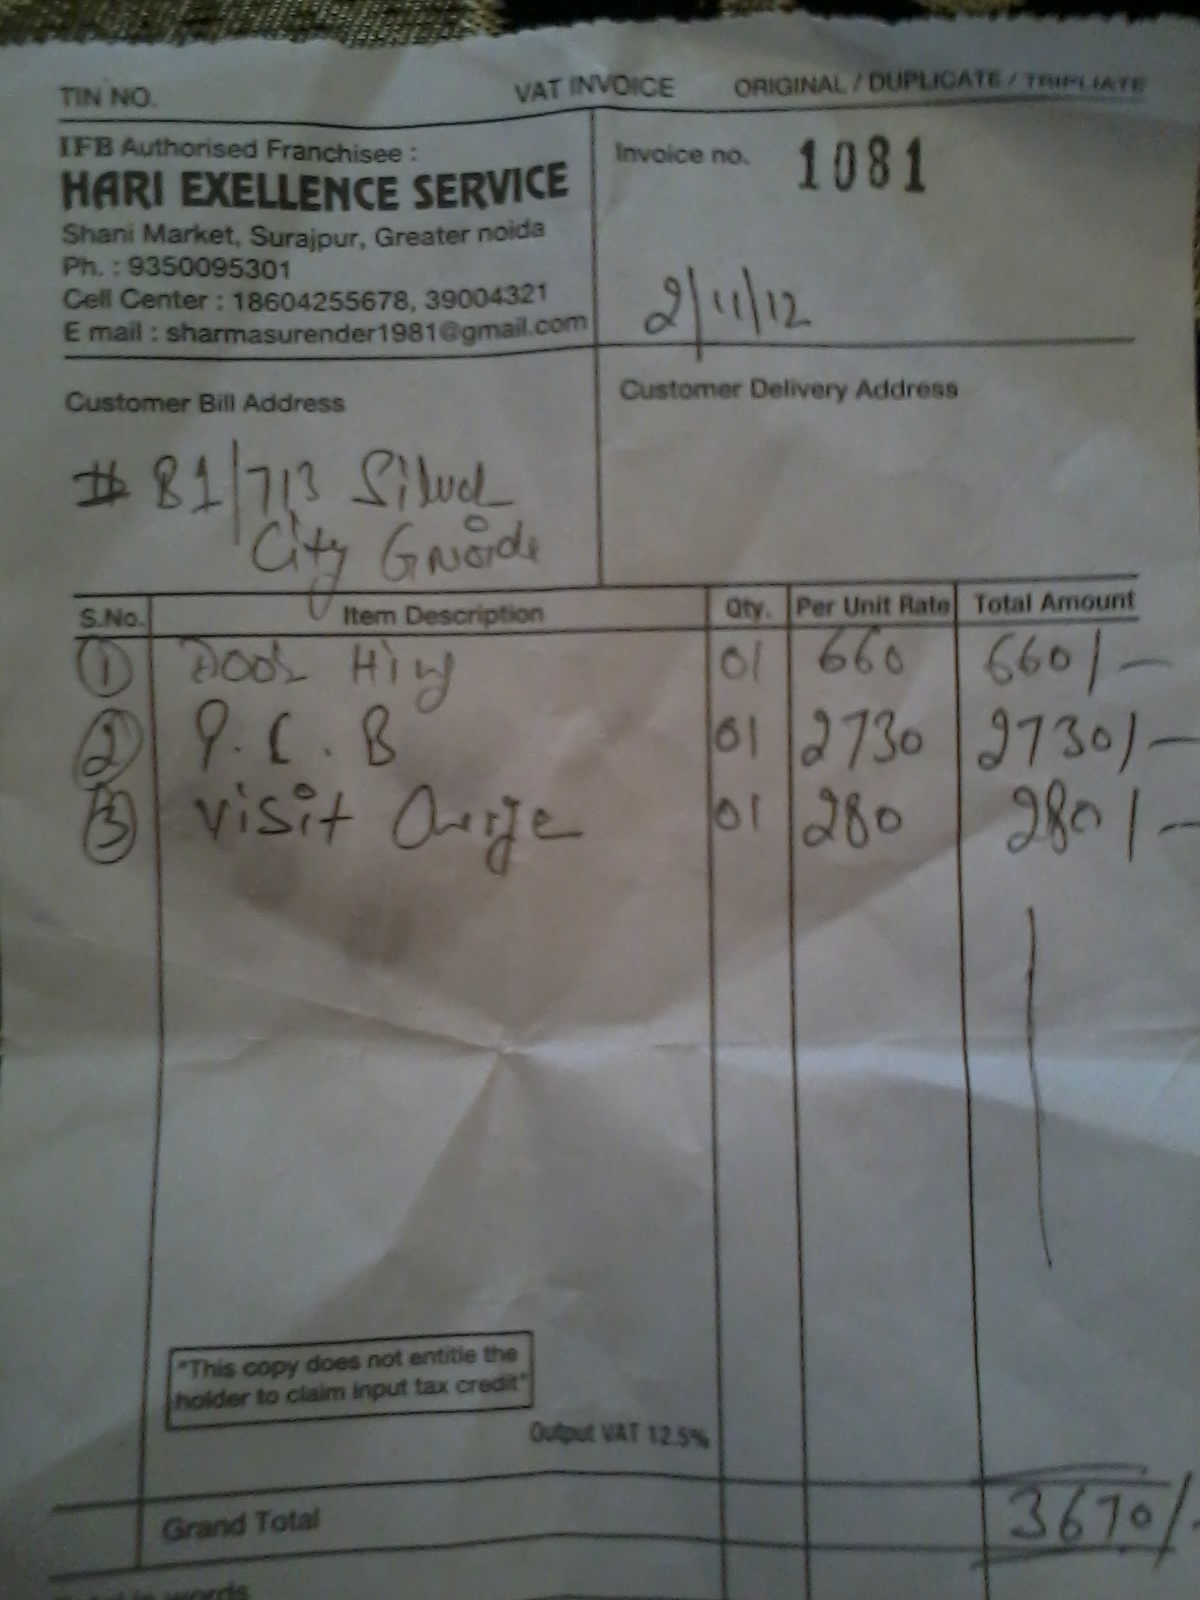 TIN NO. VAT INVOICE ORIGINAL / DUPLICATE / TRIPLIATE
IFB Authorised Franchisee :
HARI EXELLENCE SERVICE
Shani Market, Surajpur, Greater noida
Ph. : 9350095301
Cell Center : 18604255678, 39004321
E mail : sharmasurender1981@gmail.com
Invoice no. 1081
2/11/12
Customer Bill Address
Customer Delivery Address
# B1/713 Silver
City Gnoida
S.No. Item Description Qty. Per Unit Rate Total Amount
1 Door 01 660 660/-
2 P.C.B 01 2730 2730/-
3 Visit Charge 01 280 280/-
"This copy does not entitle the
holder to claim input tax credit"
Output VAT 12.5%
Grand Total 3670/-
in words